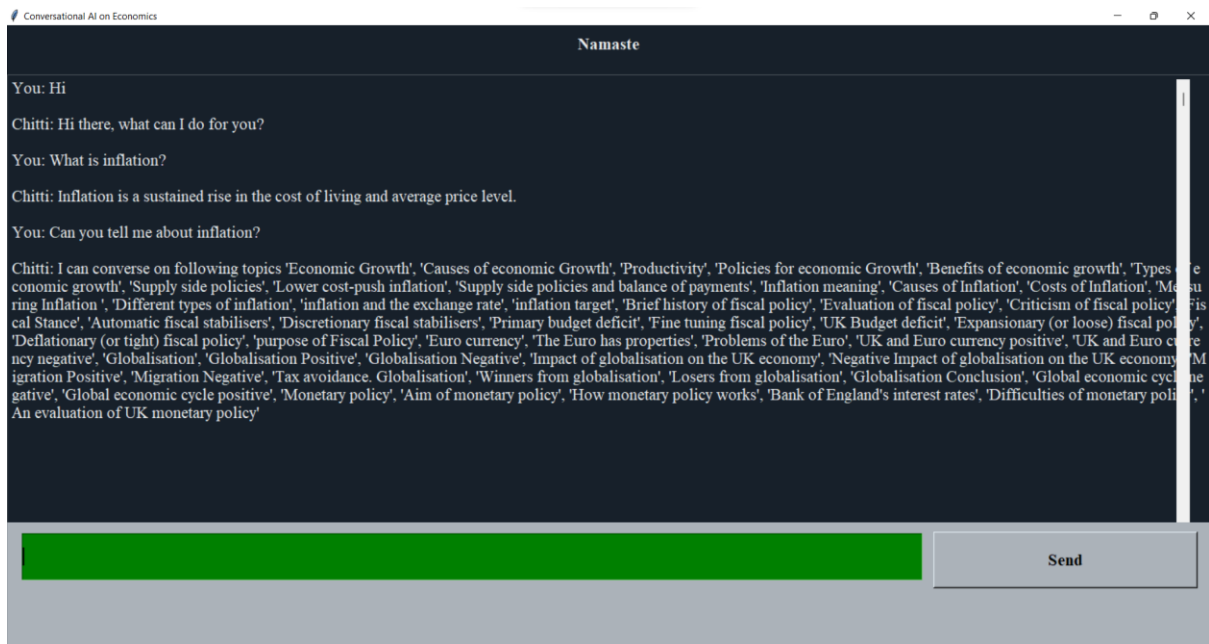 Conversational AI on Economics
Namaste
You: Hi
Chitti: Hi there, what can I do for you?
You: What is inflation?
Chitti: Inflation is a sustained rise in the cost of living and average price level.
You: Can you tell me about inflation?
Chitti: I can converse on following topics 'Economic Growth', 'Causes of economic Growth', 'Productivity', 'Policies for economic Growth', 'Benefits of economic growth', 'Types e
conomic growth', 'Supply side policies', 'Lower cost-push inflation', 'Supply side policies and balance of payments', 'Inflation meaning', 'Causes of Inflation', 'Costs of Inflation', 'Measu
ring Inflation ', 'Different types of inflation', 'inflation and the exchange rate', 'inflation target', 'Brief history of fiscal policy', 'Evaluation of fiscal policy', 'Criticism of fiscal policy' 'Fis
cal Stance', 'Automatic fiscal stabilisers', 'Discretionary fiscal stabilisers', 'Primary budget deficit', 'Fine tuning fiscal policy', 'UK Budget deficit', 'Expansionary (or loose) fiscal policy',
'Deflationary (or tight) fiscal policy', 'purpose of Fiscal Policy', 'Euro currency', 'The Euro has properties', 'Problems of the Euro', 'UK and Euro currency positive', 'UK and Euro curre
ncy negative', 'Globalisation', 'Globalisation Positive', 'Globalisation Negative', 'Impact of globalisation on the UK economy', 'Negative Impact of globalisation on the UK economy 'M
igration Positive', 'Migration Negative', 'Tax avoidance. Globalisation', 'Winners from globalisation', 'Losers from globalisation', 'Globalisation Conclusion', 'Global economic cycle ne
gative', 'Global economic cycle positive', 'Monetary policy', 'Aim of monetary policy', 'How monetary policy works', 'Bank of England's interest rates', 'Difficulties of monetary policy', '
An evaluation of UK monetary policy'
Send